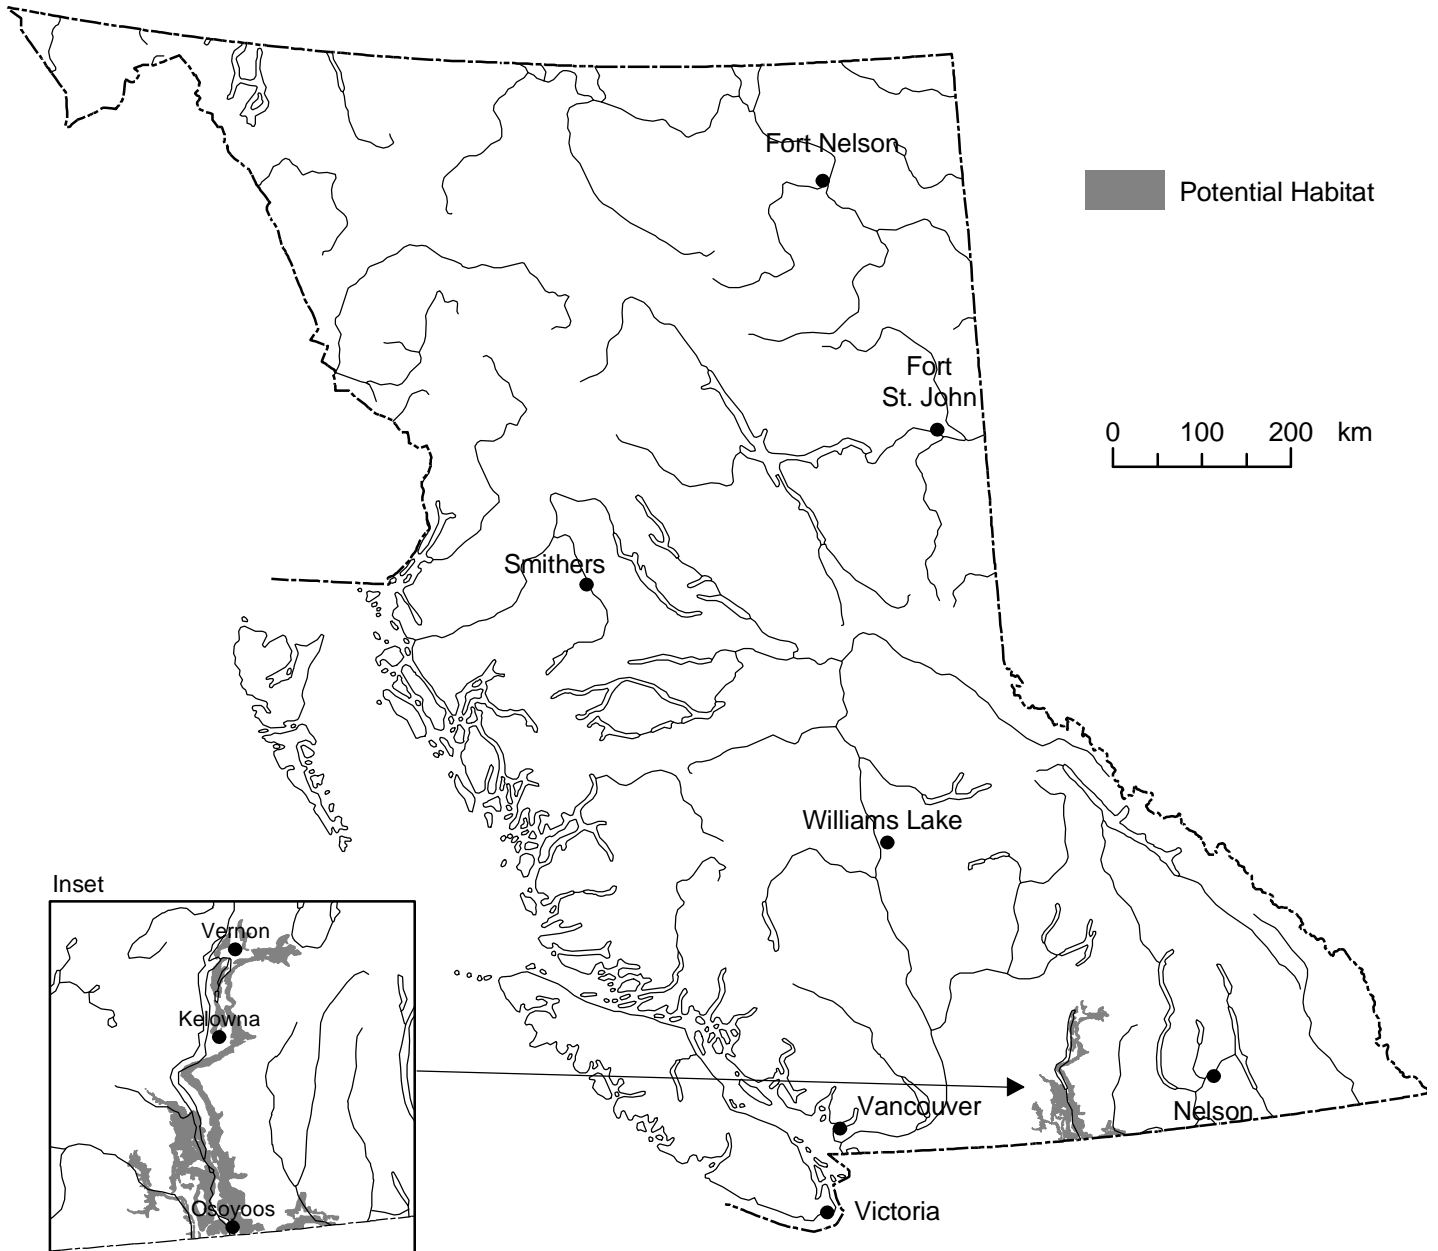 Fort Nelson
Potential Habitat
Fort
St. John
0 100 200 km
Smithers
Williams Lake
Inset
Vernon
Kelowna
Osoyoos
Vancouver
Nelson
Victoria